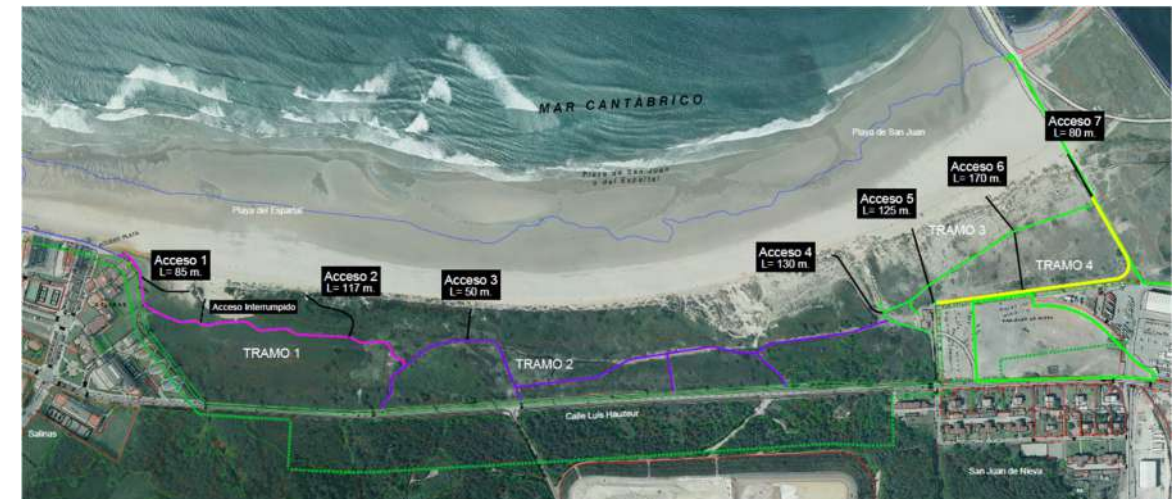 MAR CANTÁBRICO
Acceso 7
L= 80 m.
Playa de San Juan
Acceso 6
L= 170 m.
Playa de San Juan
o del Espartal
Acceso 5
L= 125 m.
Playa del Espartal
TRAMO 3
Acceso 4
L= 130 m.
Acceso 1
L= 85 m.
Acceso 2
L= 117 m.
Acceso 3
L= 50 m.
TRAMO 4
Acceso Interrumpido
TRAMO 1
TRAMO 2
Calle Luis Hauteur
Salinas
San Juan de Nieva